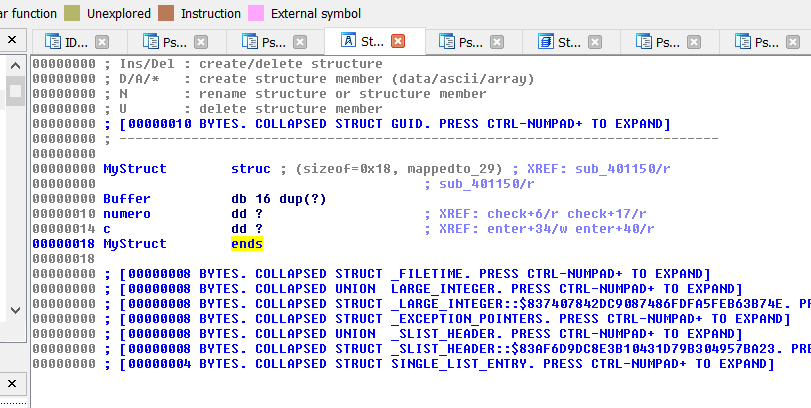 ar function Unexplored Instruction External symbol
ID... Ps... Ps... St... Ps... St... Ps... Ps...
00000000 ; Ins/Del : create/delete structure
00000000 ; D/A/* : create structure member (data/ascii/array)
00000000 ; N : rename structure or structure member
00000000 ; U : delete structure member
00000000 ; [00000010 BYTES. COLLAPSED STRUCT GUID. PRESS CTRL-NUMPAD+ TO EXPAND]
00000000 ; ---------------------------------------------------------------------------
00000000
00000000 MyStruct struc ; (sizeof=0x18, mappedto_29) ; XREF: sub_401150/r
00000000 ; sub_401150/r
00000000 Buffer db 16 dup(?)
00000010 numero dd ? ; XREF: check+6/r check+17/r
00000014 c dd ? ; XREF: enter+34/w enter+40/r
00000018 MyStruct ends
00000018
00000000 ; [00000008 BYTES. COLLAPSED STRUCT _FILETIME. PRESS CTRL-NUMPAD+ TO EXPAND]
00000000 ; [00000008 BYTES. COLLAPSED UNION LARGE_INTEGER. PRESS CTRL-NUMPAD+ TO EXPAND]
00000000 ; [00000008 BYTES. COLLAPSED STRUCT _LARGE_INTEGER::$837407842DC9087486FDFA5FEB63B74E. P
00000000 ; [00000008 BYTES. COLLAPSED STRUCT _EXCEPTION_POINTERS. PRESS CTRL-NUMPAD+ TO EXPAND]
00000000 ; [00000008 BYTES. COLLAPSED UNION _SLIST_HEADER. PRESS CTRL-NUMPAD+ TO EXPAND]
00000000 ; [00000008 BYTES. COLLAPSED STRUCT _SLIST_HEADER::$83AF6D9DC8E3B10431D79B304957BA23. PRE
00000000 ; [00000004 BYTES. COLLAPSED STRUCT SINGLE_LIST_ENTRY. PRESS CTRL-NUMPAD+ TO EXPAND]